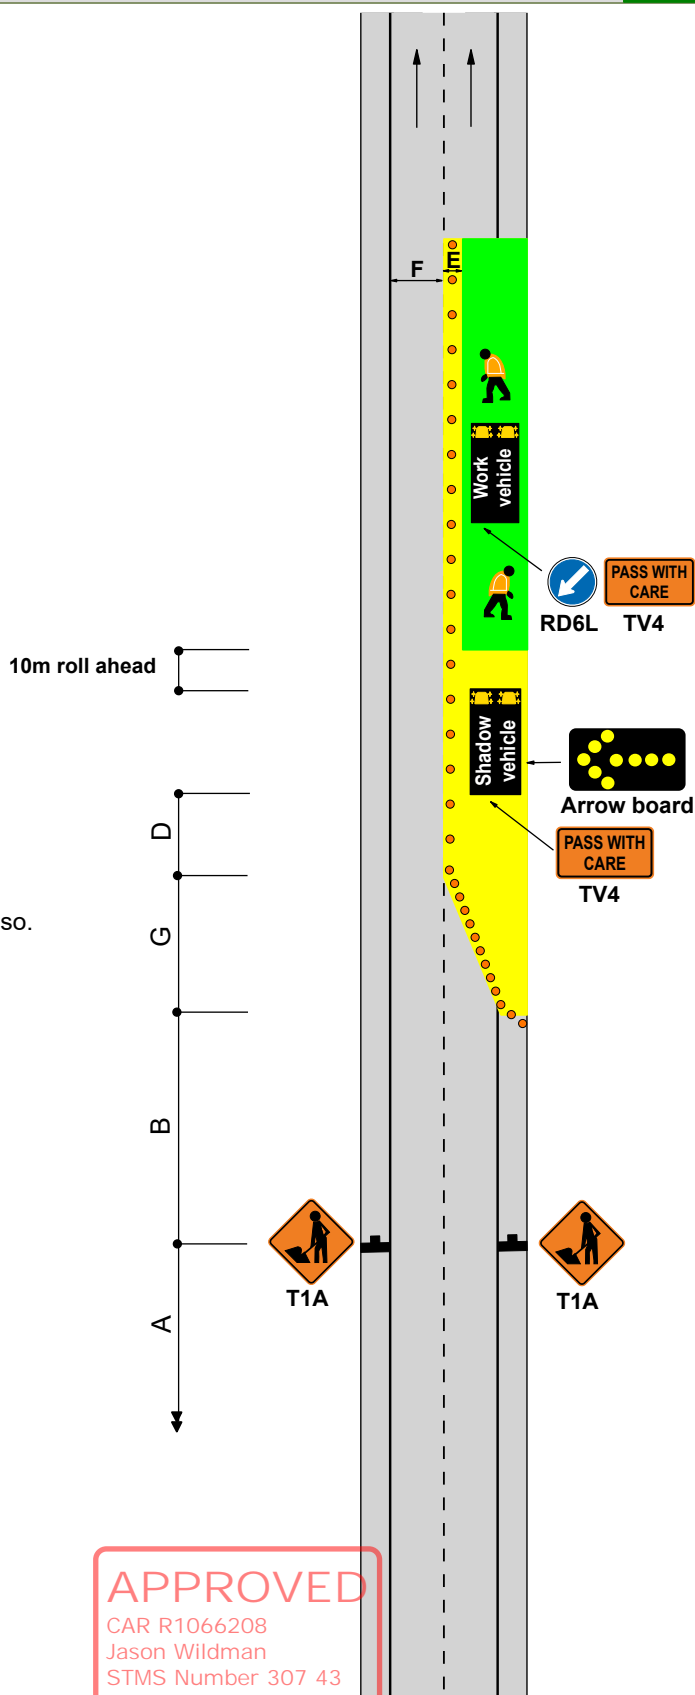 F
E
Work
vehicle
PASS WITH
CARE
RD6L
TV4
10m roll ahead
Shadow
vehicle
Arrow board
D
PASS WITH
CARE
TV4
so.
G
B
T1A
T1A
A
APPROVED
CAR R1066208
Jason Wildman
STMS Number 307 43